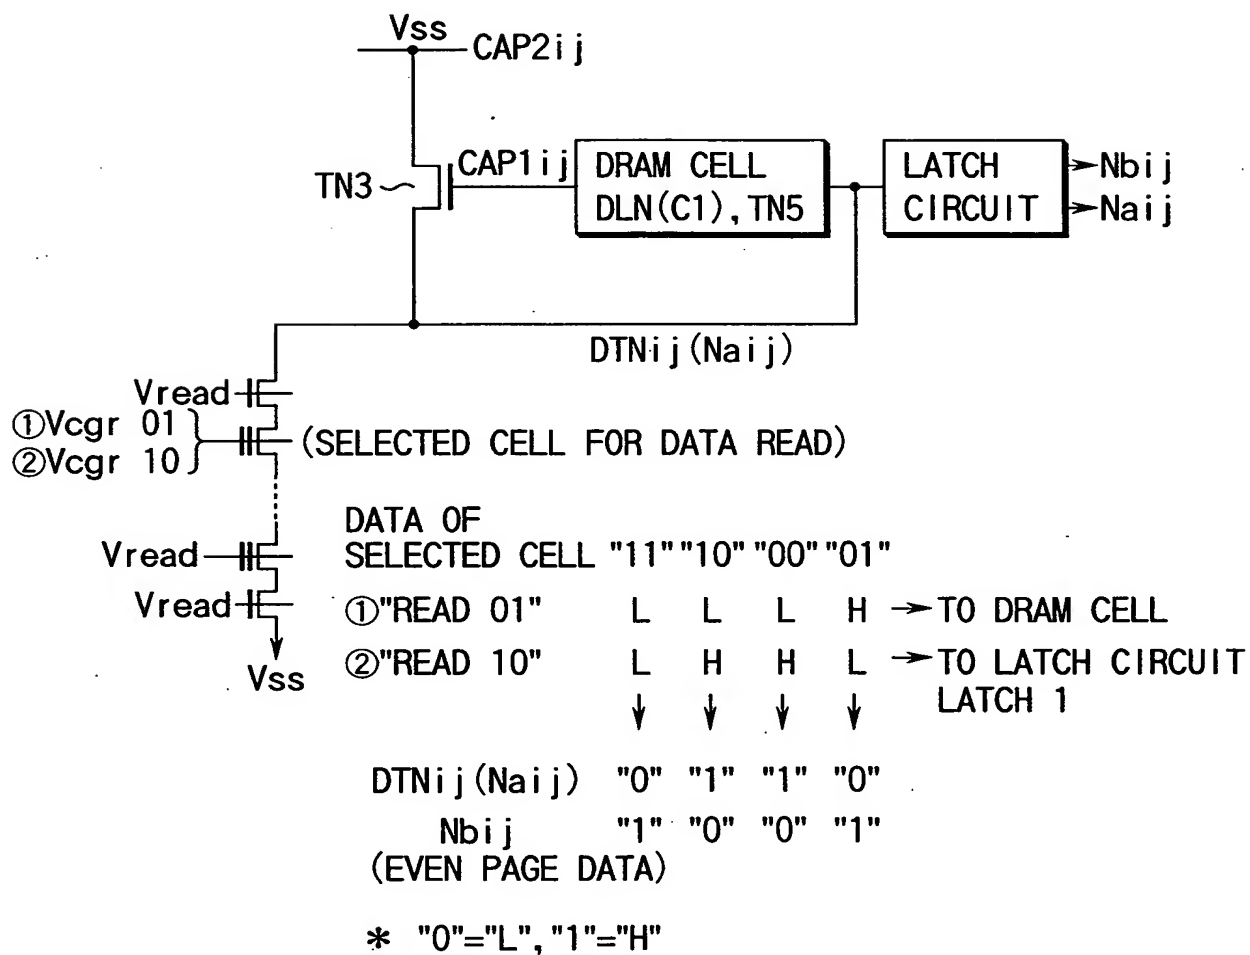 Vss
CAP2ij
TN3
CAP1ij
DRAM CELL
DLN(C1),TN5
LATCH
CIRCUIT
Nbij
Naij
DTNij(Naij)
Vread
①Vcgr 01
②Vcgr 10
(SELECTED CELL FOR DATA READ)
Vread
Vread
Vss
DATA OF
SELECTED CELL "11" "10" "00" "01"
①"READ 01" L L L H → TO DRAM CELL
②"READ 10" L H H L → TO LATCH CIRCUIT
LATCH 1
DTNij(Naij) "0" "1" "1" "0"
Nbij "1" "0" "0" "1"
(EVEN PAGE DATA)
* "0"="L","1"="H"